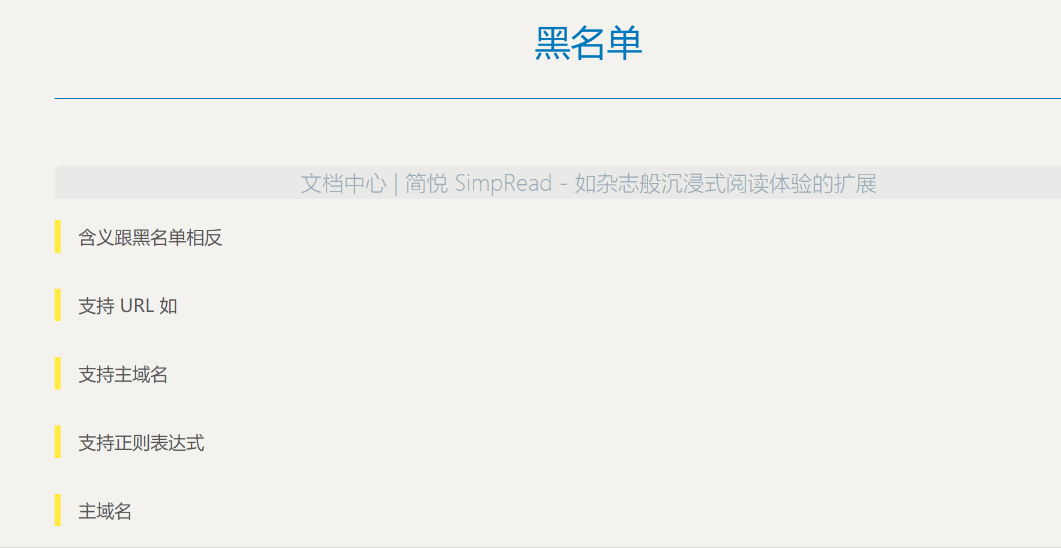 黑名单
文档中心 | 简悦 SimpRead - 如杂志般沉浸式阅读体验的扩展
含义跟黑名单相反
支持 URL 如
支持主域名
支持正则表达式
主域名